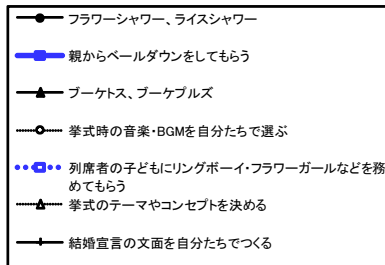 フラワーシャワー、ライスシャワー
親からベールダウンをしてもらう
ブーケトス、ブーケプルズ
挙式時の音楽・BGMを自分たちで選ぶ
列席者の子どもにリングボーイ・フラワーガールなどを務
めてもらう
挙式のテーマやコンセプトを決める
結婚宣言の文面を自分たちでつくる